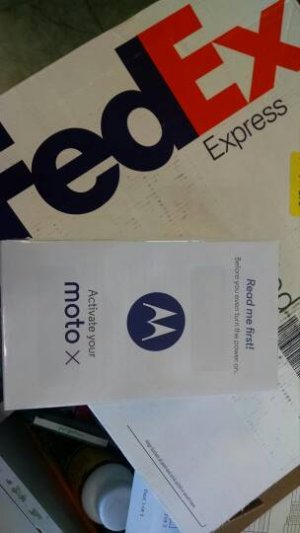 FedEx
Express
Read me first!
Before you even turn the power on...
Activate your
moto x